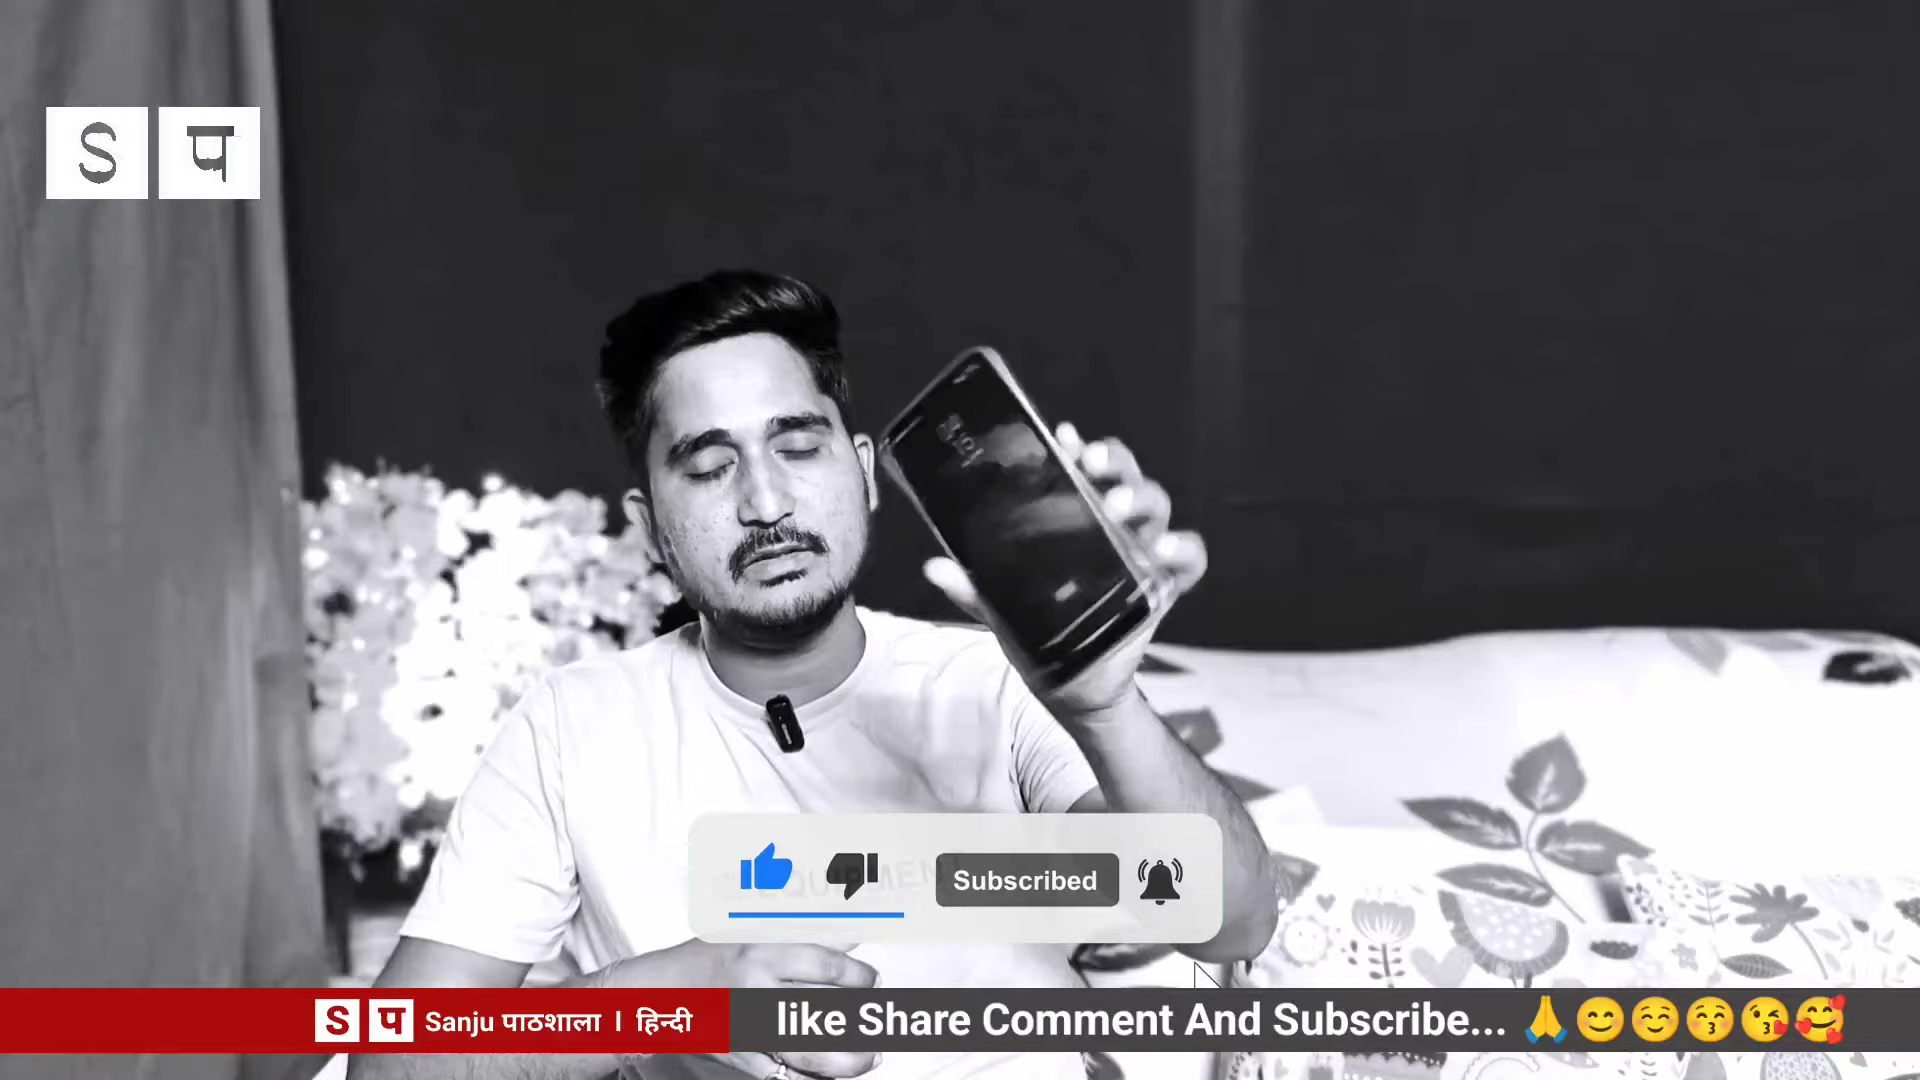 S प
Subscribed
S प Sanju पाठशाला । हिन्दी
like Share Comment And Subscribe... 🙏😊☺️😚😘🥰